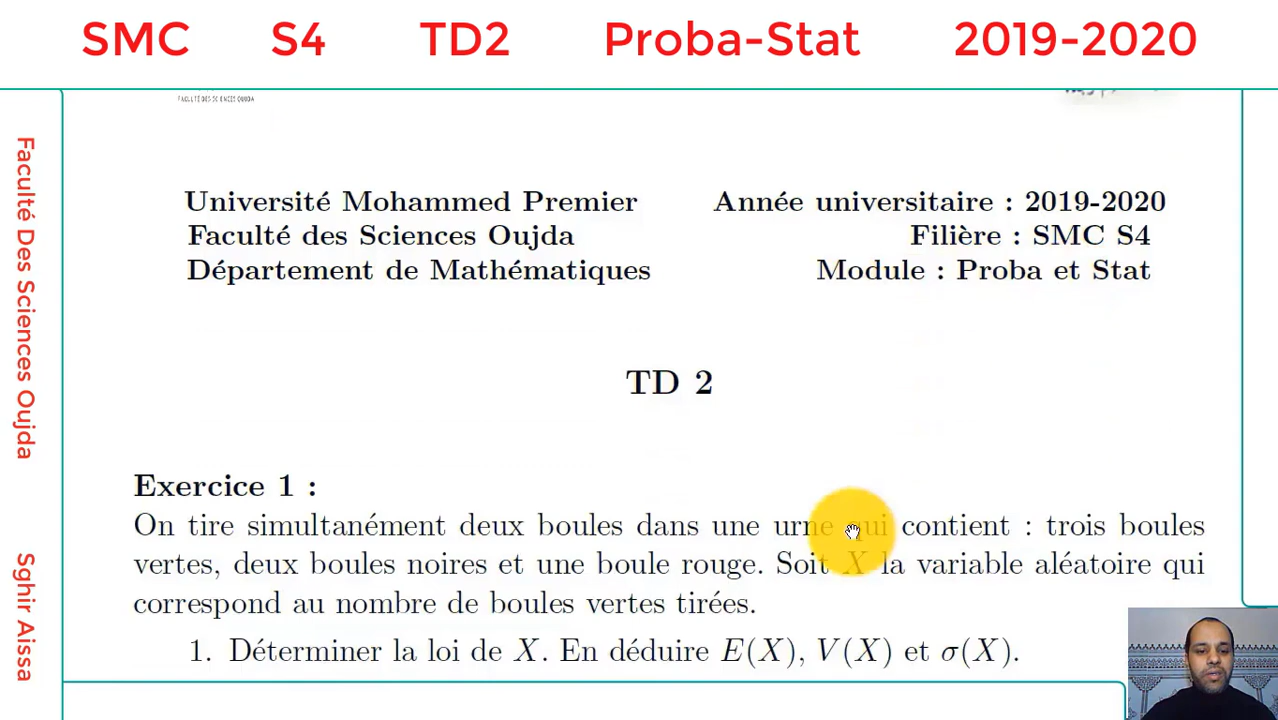 SMC S4 TD2 Proba-Stat 2019-2020
FACULTÉ DES SCIENCES OUJDA
Université Mohammed Premier Année universitaire : 2019-2020
Faculté des Sciences Oujda Filière : SMC S4
Département de Mathématiques Module : Proba et Stat
TD 2
Exercice 1 :
On tire simultanément deux boules dans une urne qui contient : trois boules
vertes, deux boules noires et une boule rouge. Soit X la variable aléatoire qui
correspond au nombre de boules vertes tirées.
1. Déterminer la loi de X. En déduire E(X), V(X) et σ(X).
Faculté Des Sciences Oujda
Sghir Aissa